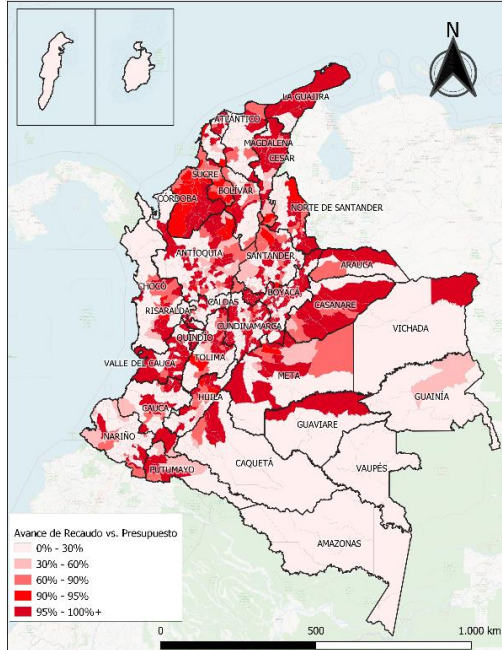 N
LA GUAJIRA
ATLÁNTICO
MAGDALENA
CESAR
SUCRE
BOLÍVAR
CÓRDOBA
NORTE DE SANTANDER
ANTIOQUIA
SANTANDER
ARAUCA
CHOCÓ
BOYACÁ
CASANARE
RISARALDA
CALDAS
CUNDINAMARCA
VICHADA
QUINDÍO
VALLE DEL CAUCA
TOLIMA
META
GUAINÍA
HUILA
CAUCA
GUAVIARE
NARIÑO
CAQUETÁ
VAUPÉS
PUTUMAYO
AMAZONAS
Avance de Recaudo vs. Presupuesto
0% - 30%
30% - 60%
60% - 90%
90% - 95%
95% - 100%+
0 500 1.000 km